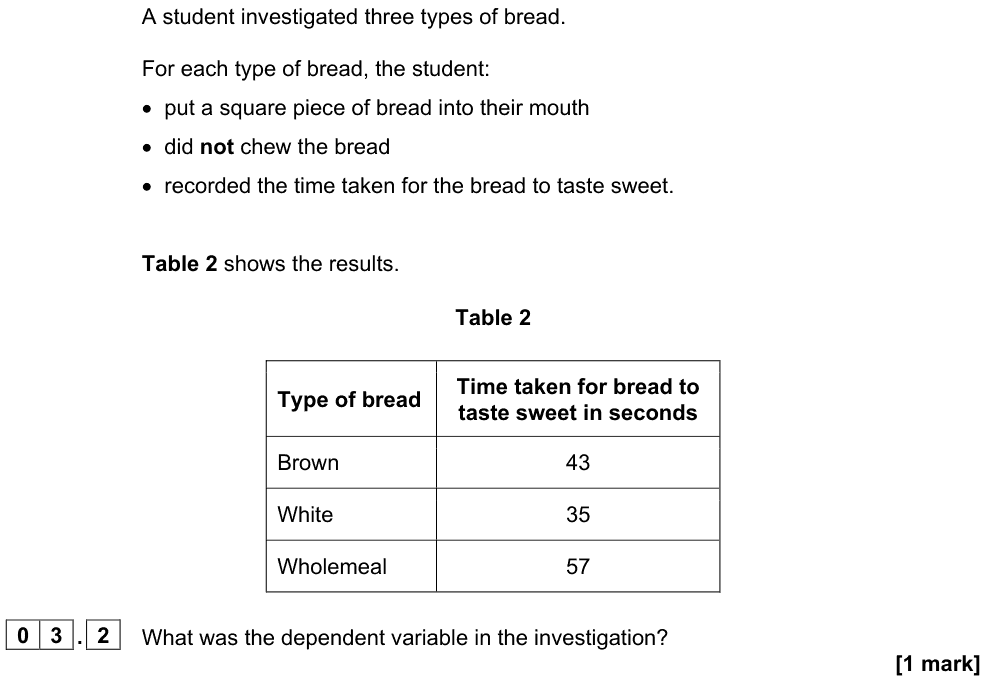 A student investigated three types of bread.
For each type of bread, the student:
• put a square piece of bread into their mouth
• did not chew the bread
• recorded the time taken for the bread to taste sweet.
Table 2 shows the results.
Table 2
Type of bread
Time taken for bread to
taste sweet in seconds
Brown 43
White 35
Wholemeal 57
0 3 . 2 What was the dependent variable in the investigation?
[1 mark]